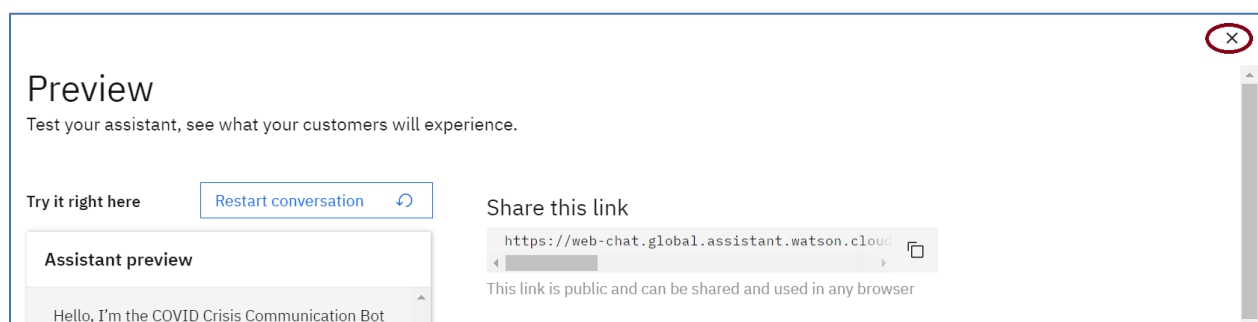 Preview
Test your assistant, see what your customers will experience.
Try it right here
Restart conversation
Share this link
https://web-chat.global.assistant.watson.cloud
Assistant preview
This link is public and can be shared and used in any browser
Hello, I'm the COVID Crisis Communication Bot